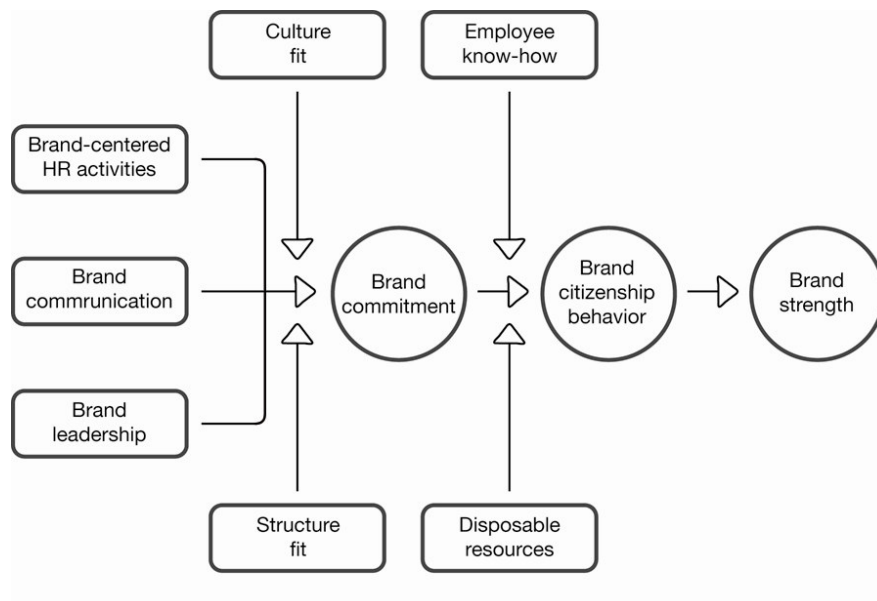 Culture
fit
Employee
know-how
Brand-centered
HR activities
Brand
commrunication
Brand
leadership
Brand
commitment
Brand
citizenship
behavior
Brand
strength
Structure
fit
Disposable
resources